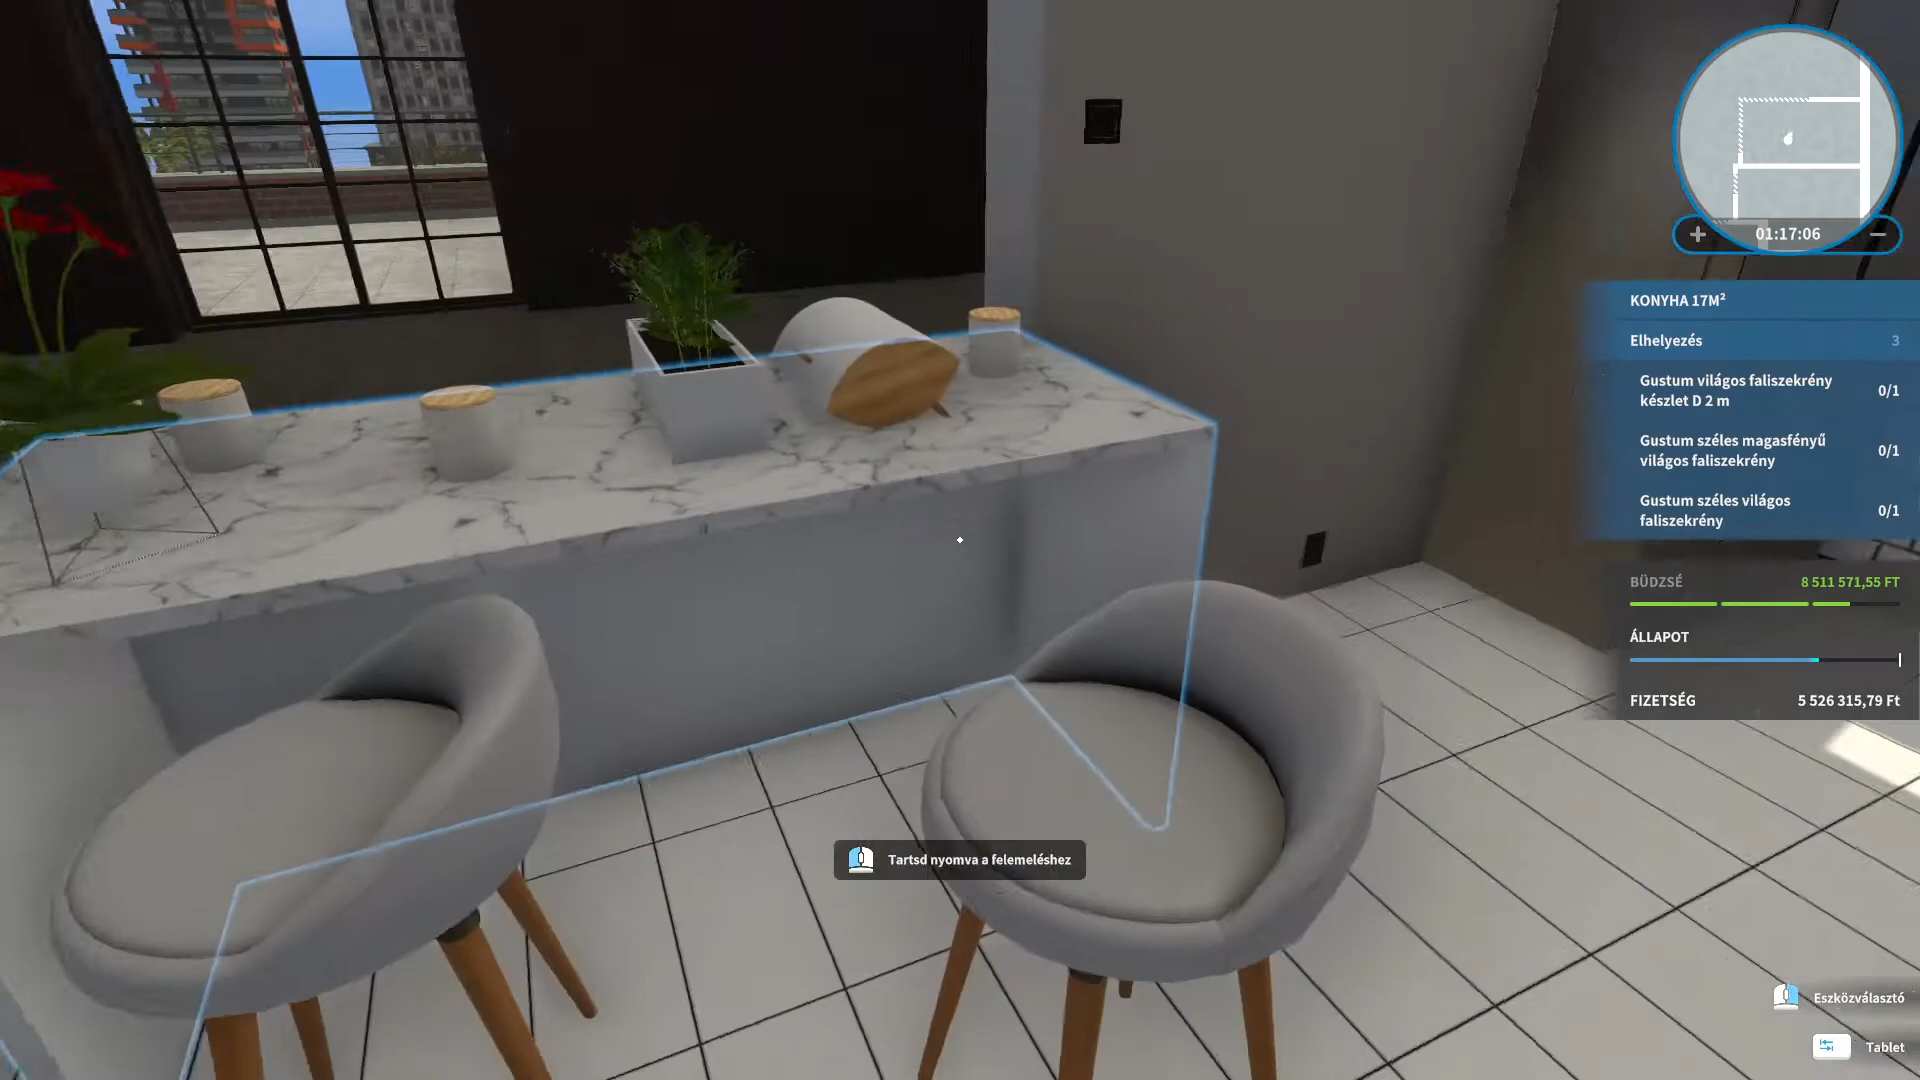 01:17:06
KONYHA 17M²
Elhelyezés 3
Gustum világos faliszekrény
készlet D 2 m 0/1
Gustum széles magasfényű
világos faliszekrény 0/1
Gustum széles világos
faliszekrény 0/1
BÜDZSÉ 8 511 571,55 FT
ÁLLAPOT
FIZETSÉG 5 526 315,79 Ft
Tartsd nyomva a felemeléshez
Eszközválasztó
Tablet